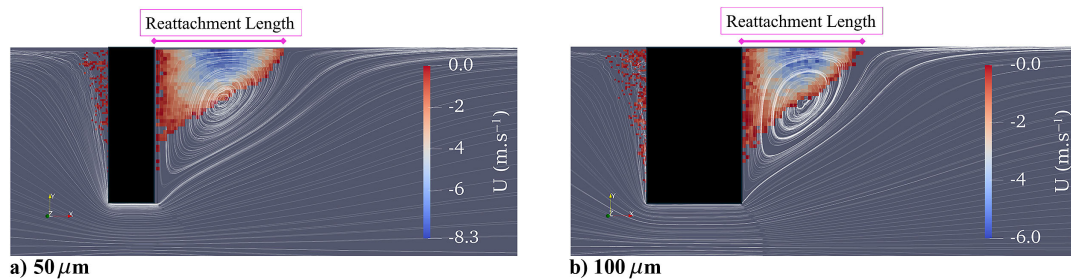 Reattachment Length
0.0
-2
-4
-6
-8.3
U (m.s⁻¹)
Y
Z X
a) 50 μm
Reattachment Length
-0.0
-2
-4
-6.0
U (m.s⁻¹)
Y
Z X
b) 100 μm